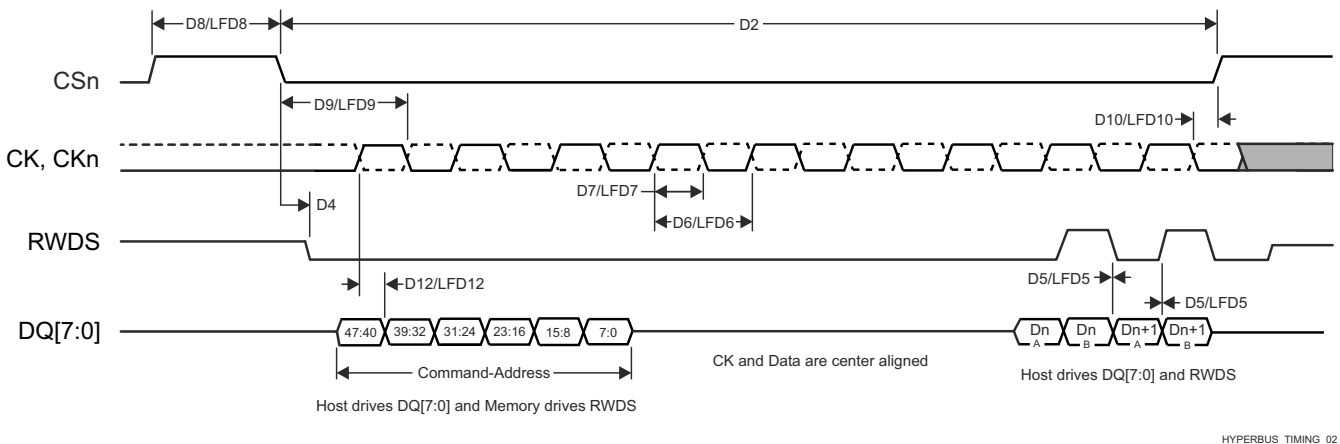 D8/LFD8
D2
CSn
D9/LFD9
D10/LFD10
CK, CKn
D7/LFD7
D4
D6/LFD6
RWDS
D12/LFD12
D5/LFD5
D5/LFD5
DQ[7:0]
47:40 39:32 31:24 23:16 15:8 7:0
Dn Dn Dn+1 Dn+1
A B A B
CK and Data are center aligned
Command-Address
Host drives DQ[7:0] and RWDS
Host drives DQ[7:0] and Memory drives RWDS
HYPERBUS_TIMING_02